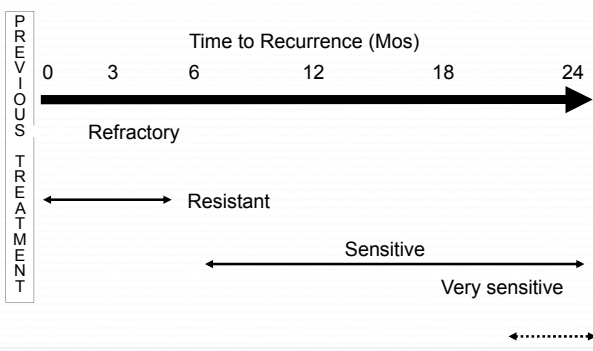 PREVIOUS TREATMENT
Time to Recurrence (Mos)
0 3 6 12 18 24
Refractory
Resistant
Sensitive
Very sensitive